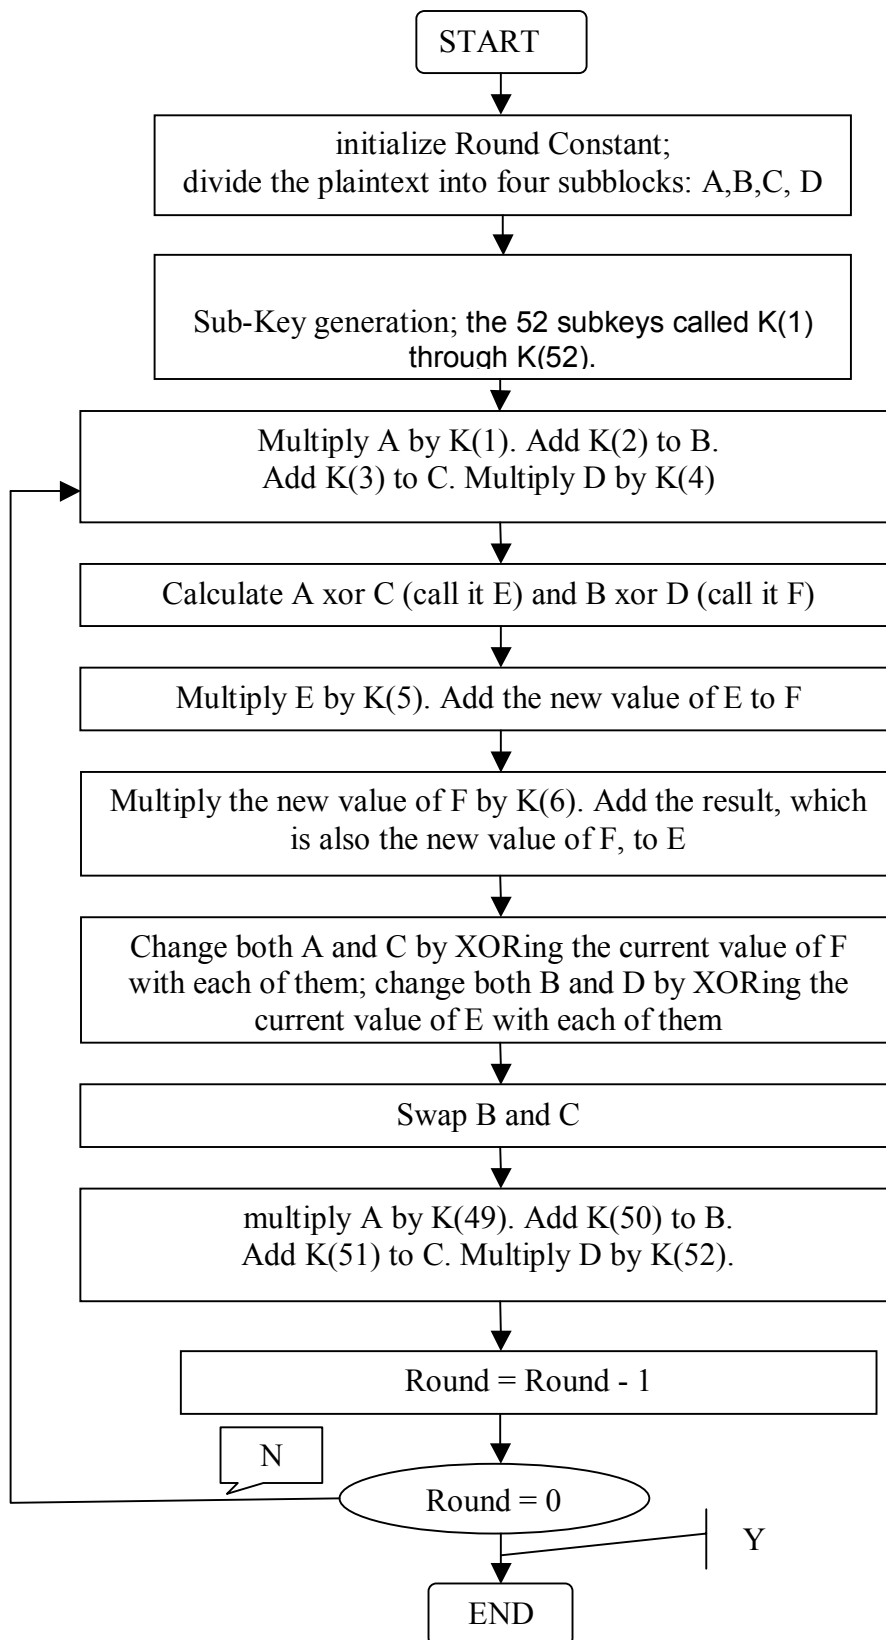 START
initialize Round Constant;
divide the plaintext into four subblocks: A,B,C, D
Sub-Key generation; the 52 subkeys called K(1)
through K(52).
Multiply A by K(1). Add K(2) to B.
Add K(3) to C. Multiply D by K(4)
Calculate A xor C (call it E) and B xor D (call it F)
Multiply E by K(5). Add the new value of E to F
Multiply the new value of F by K(6). Add the result, which
is also the new value of F, to E
Change both A and C by XORing the current value of F
with each of them; change both B and D by XORing the
current value of E with each of them
Swap B and C
multiply A by K(49). Add K(50) to B.
Add K(51) to C. Multiply D by K(52).
Round = Round - 1
N
Round = 0
Y
END